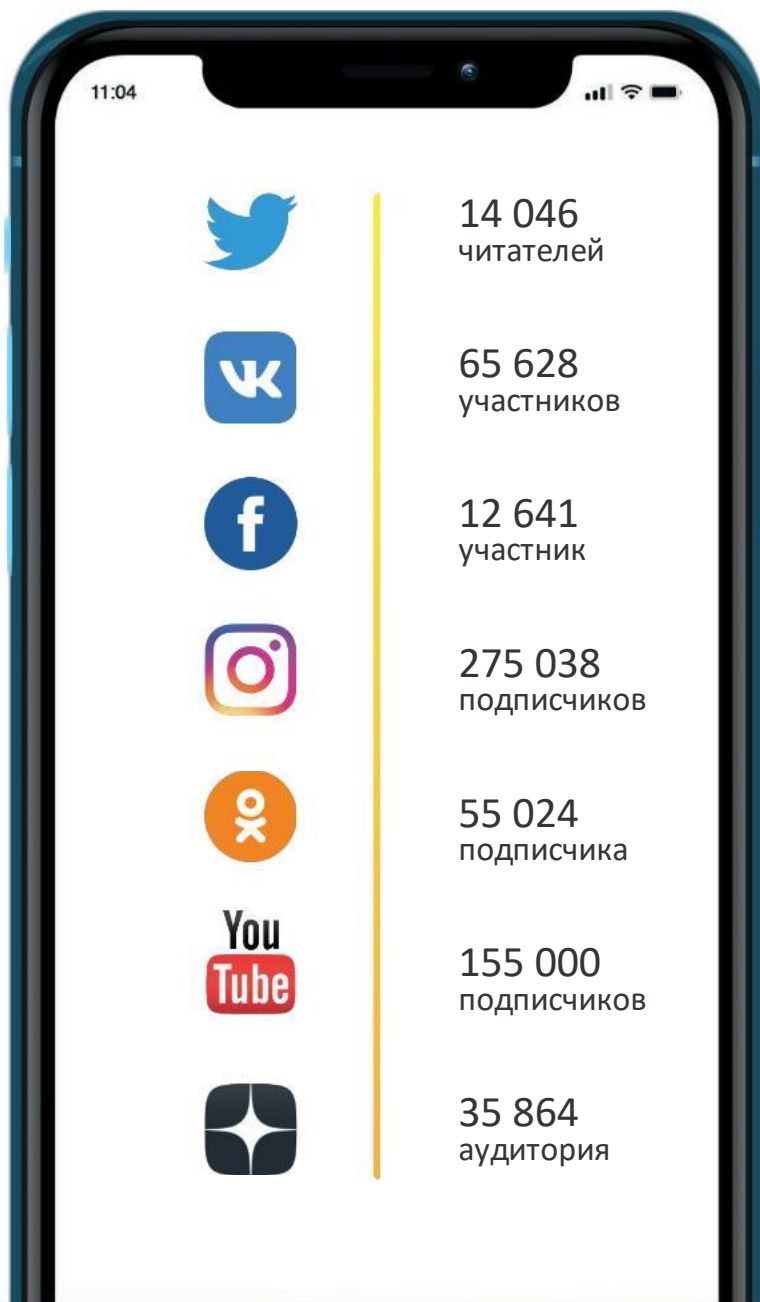 11:04
14 046
читателей
65 628
участников
12 641
участник
275 038
подписчиков
55 024
подписчика
You
Tube
155 000
подписчиков
35 864
аудитория